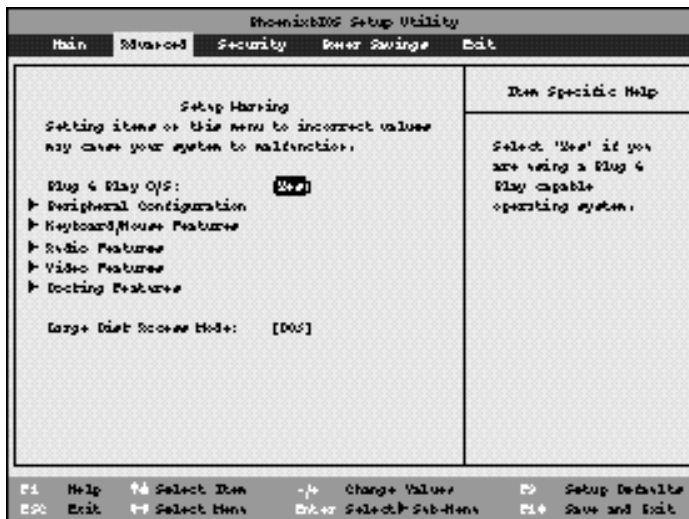 PhoenixBIOS Setup Utility
Main Advanced Security Power Savings Exit
Setup Warning
Setting items on this menu to incorrect values
may cause your system to malfunction.
Plug & Play O/S: [Yes]
Peripheral Configuration
Keyboard/Mouse Features
Audio Features
Video Features
Docking Features
Large Disk Access Mode: [DOS]
Item Specific Help
Select 'Yes' if you
are using a Plug &
Play capable
operating system.
F1 Help ↑↓ Select Item -/+ Change Values F9 Setup Defaults
ESC Exit ↔ Select Menu Enter Select ▶ Sub-Menu F10 Save and Exit